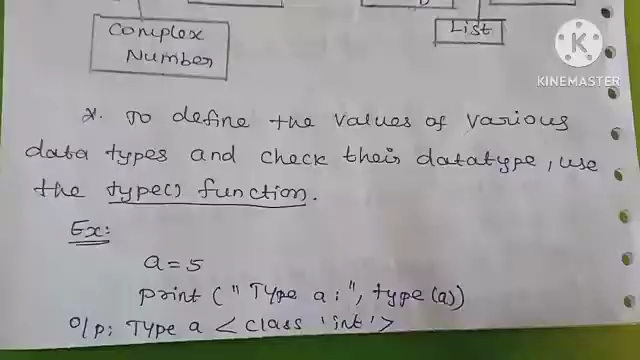 Complex
Number
List
KINEMASTER
*. To define the values of various
data types and check their datatype, use
the type() function.
Ex:
a=5
print ("Type a:", type (a))
O/p: Type a < class 'int'>